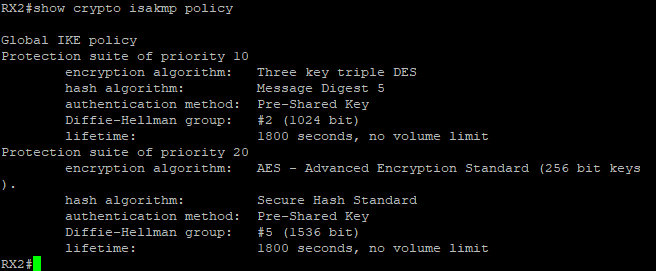 RX2#show crypto isakmp policy
Global IKE policy
Protection suite of priority 10
encryption algorithm: Three key triple DES
hash algorithm: Message Digest 5
authentication method: Pre-Shared Key
Diffie-Hellman group: #2 (1024 bit)
lifetime: 1800 seconds, no volume limit
Protection suite of priority 20
encryption algorithm: AES - Advanced Encryption Standard (256 bit keys
).
hash algorithm: Secure Hash Standard
authentication method: Pre-Shared Key
Diffie-Hellman group: #5 (1536 bit)
lifetime: 1800 seconds, no volume limit
RX2#